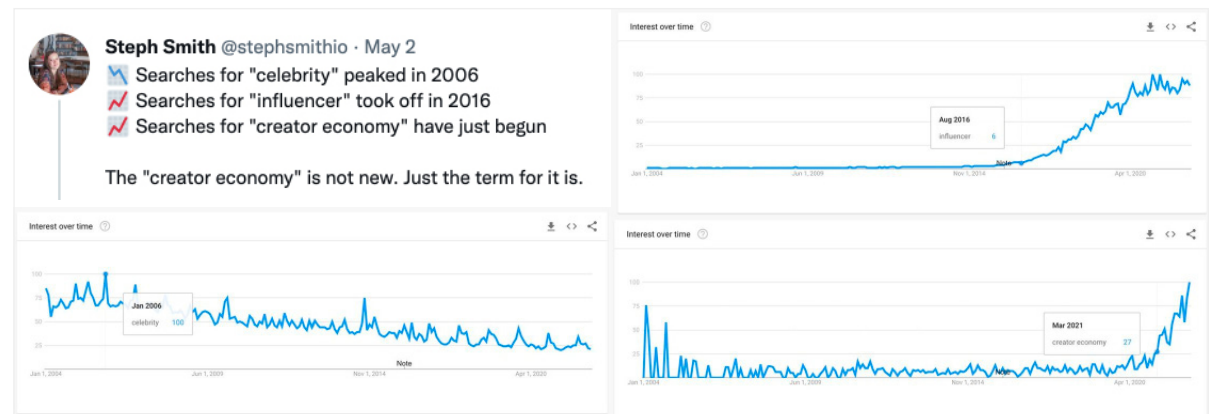 Steph Smith @stephsmithio · May 2
📉 Searches for "celebrity" peaked in 2006
📈 Searches for "influencer" took off in 2016
📈 Searches for "creator economy" have just begun
The "creator economy" is not new. Just the term for it is.
Interest over time
100
75
50
25
Aug 2016
influencer 6
Note
Jan 1, 2004
Jun 1, 2009
Nov 1, 2014
Apr 1, 2020
Interest over time
100
75
50
25
Jan 2006
celebrity 100
Note
Jan 1, 2004
Jun 1, 2009
Nov 1, 2014
Apr 1, 2020
Interest over time
100
75
50
25
Mar 2021
creator economy 27
Note
Jan 1, 2004
Jun 1, 2009
Nov 1, 2014
Apr 1, 2020